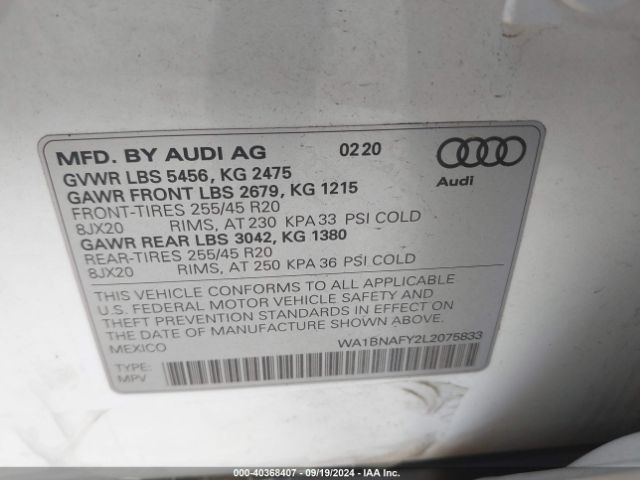 MFD. BY AUDI AG 02 20
GVWR LBS 5456, KG 2475
GAWR FRONT LBS 2679, KG 1215
FRONT-TIRES 255/45 R20
8JX20 RIMS, AT 230 KPA 33 PSI COLD
GAWR REAR LBS 3042, KG 1380
REAR-TIRES 255/45 R20
8JX20 RIMS, AT 250 KPA 36 PSI COLD
Audi
THIS VEHICLE CONFORMS TO ALL APPLICABLE
U.S. FEDERAL MOTOR VEHICLE SAFETY AND
THEFT PREVENTION STANDARDS IN EFFECT ON
THE DATE OF MANUFACTURE SHOWN ABOVE.
MEXICO WA1BNAFY2L2075833
TYPE:
MPV
000-40368407 - 09/19/2024 - IAA Inc.